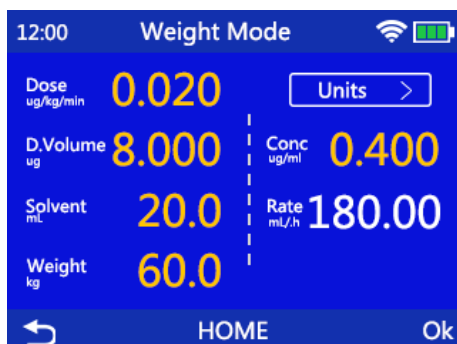 12:00 Weight Mode
Dose 0.020 Units >
ug/kg/min
D.Volume 8.000 Conc 0.400
ug ug/ml
Solvent 20.0 Rate 180.00
mL mL/.h
Weight 60.0
kg
HOME Ok